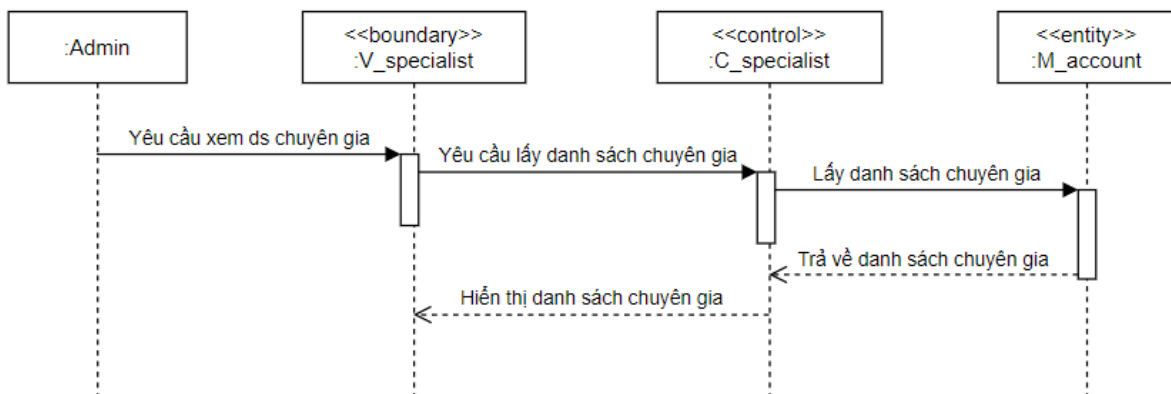 :Admin
<<boundary>>
:V_specialist
<<control>>
:C_specialist
<<entity>>
:M_account
Yêu cầu xem ds chuyên gia
Yêu cầu lấy danh sách chuyên gia
Lấy danh sách chuyên gia
Trả về danh sách chuyên gia
Hiển thị danh sách chuyên gia